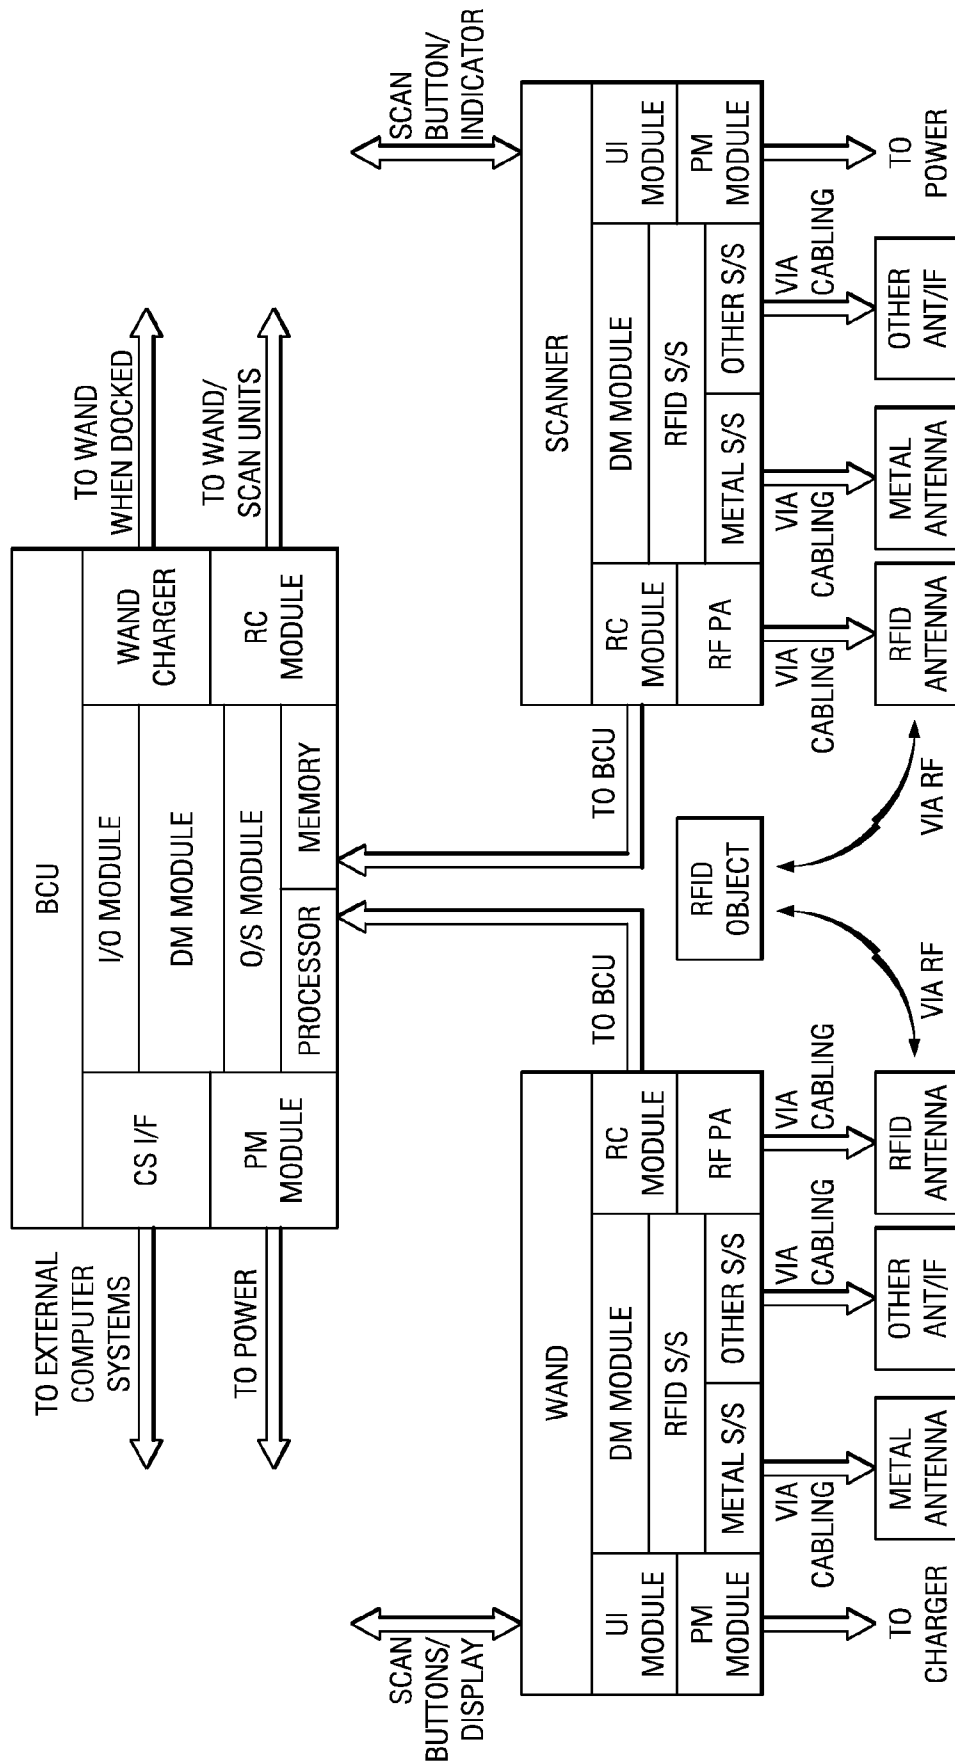 BCU
CS I/F
PM
MODULE
I/O MODULE
DM MODULE
O/S MODULE
PROCESSOR
MEMORY
WAND
CHARGER
RC
MODULE
TO EXTERNAL
COMPUTER
SYSTEMS
TO POWER
TO WAND
WHEN DOCKED
TO WAND/
SCAN UNITS
SCAN
BUTTONS/
DISPLAY
TO BCU
TO BCU
SCAN
BUTTON/
INDICATOR
WAND
UI
MODULE
PM
MODULE
DM MODULE
RFID S/S
METAL S/S
OTHER S/S
RC
MODULE
RF PA
RFID
OBJECT
SCANNER
RC
MODULE
RF PA
DM MODULE
RFID S/S
METAL S/S
OTHER S/S
UI
MODULE
PM
MODULE
VIA
CABLING
VIA
CABLING
VIA
CABLING
VIA
CABLING
VIA
CABLING
VIA
CABLING
TO
CHARGER
METAL
ANTENNA
OTHER
ANT/IF
RFID
ANTENNA
VIA RF
VIA RF
RFID
ANTENNA
METAL
ANTENNA
OTHER
ANT/IF
TO
POWER